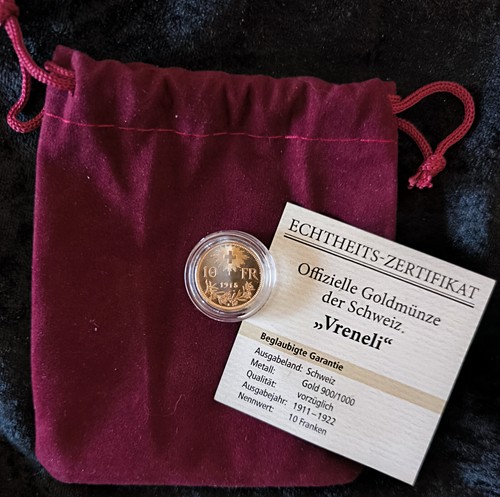 10 FR
ECHTHEITS-ZERTIFIKAT
Offizielle Goldmünze
der Schweiz.
„Vreneli“
Beglaubigte Garantie
Ausgabeland: Schweiz
Metall: Gold 900/1000
Qualität: vorzüglich
Ausgabejahr: 1911–1922
Nennwert: 10 Franken